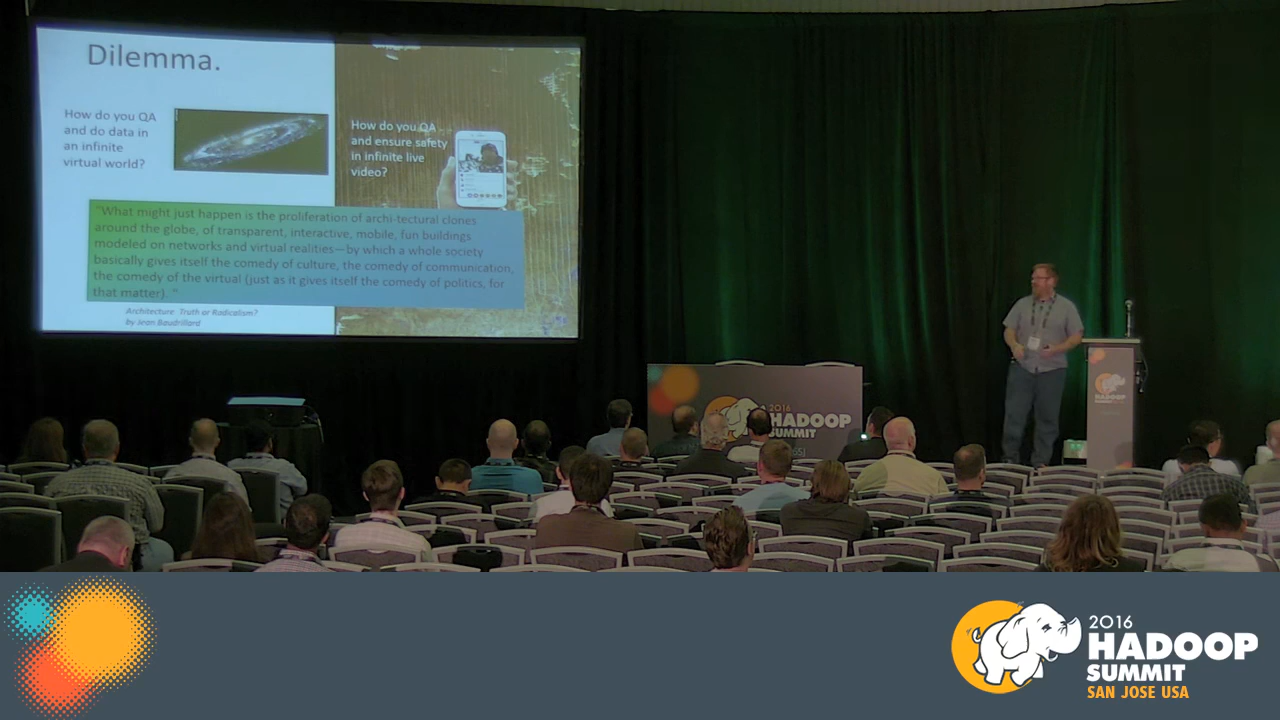 Dilemma.
How do you QA
and do data in
an infinite
virtual world?
How do you QA
and ensure safety
in infinite live
video?
"What might just happen is the proliferation of archi-tectural clones
around the globe, of transparent, interactive, mobile, fun buildings
modeled on networks and virtual realities—by which a whole society
basically gives itself the comedy of culture, the comedy of communication,
the comedy of the virtual (just as it gives itself the comedy of politics, for
that matter)."
Architecture: Truth or Radicalism?
by Jean Baudrillard
2016
HADOOP
SUMMIT
HADOOP
SUMMIT
2016
HADOOP
SUMMIT
SAN JOSE USA